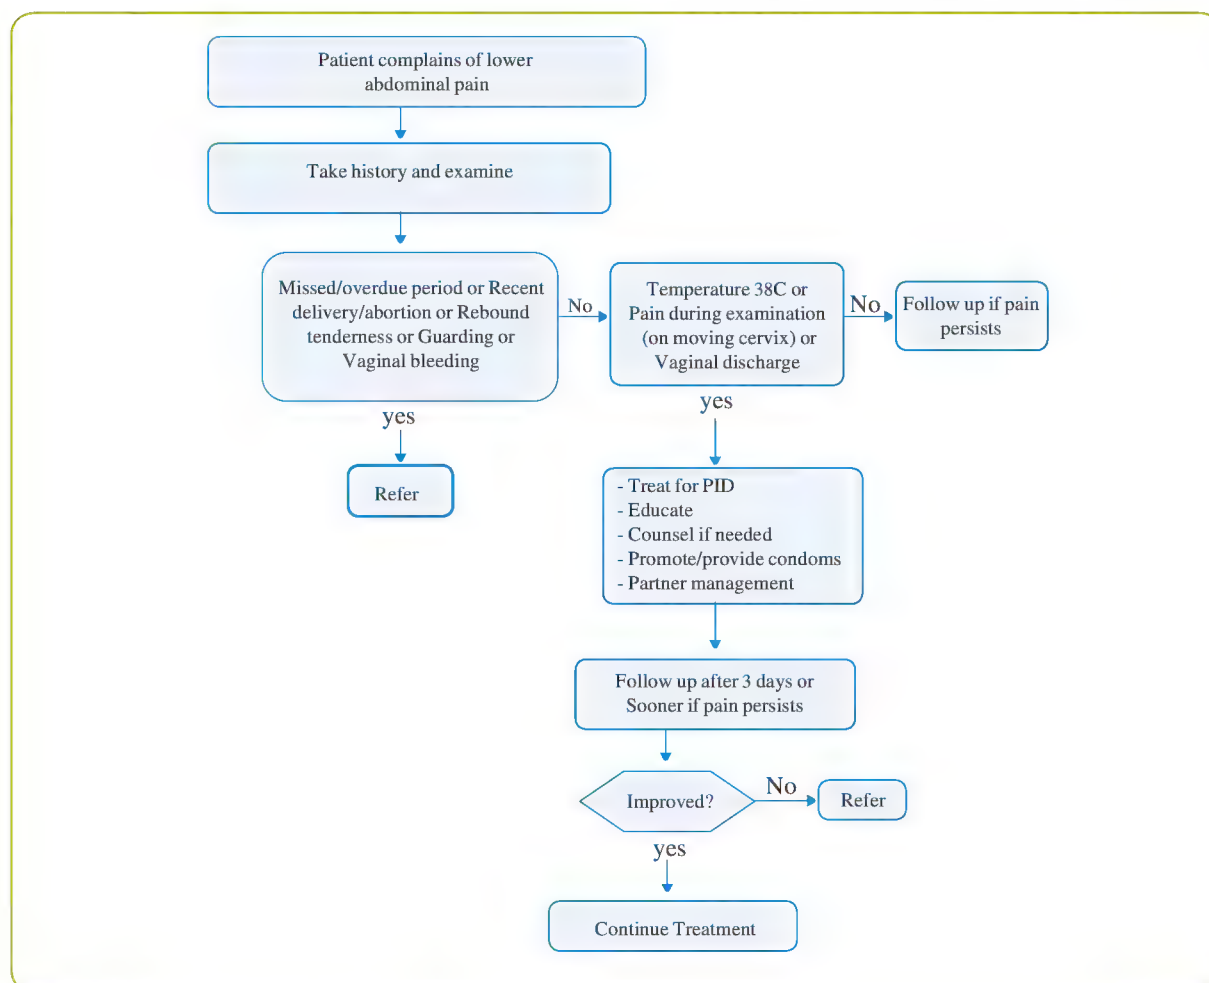 Patient complains of lower
abdominal pain
Take history and examine
Missed/overdue period or Recent
delivery/abortion or Rebound
tenderness or Guarding or
Vaginal bleeding
No
Temperature 38C or
Pain during examination
(on moving cervix) or
Vaginal discharge
No
Follow up if pain
persists
yes
Refer
yes
- Treat for PID
- Educate
- Counsel if needed
- Promote/provide condoms
- Partner management
Follow up after 3 days or
Sooner if pain persists
Improved?
No
Refer
yes
Continue Treatment